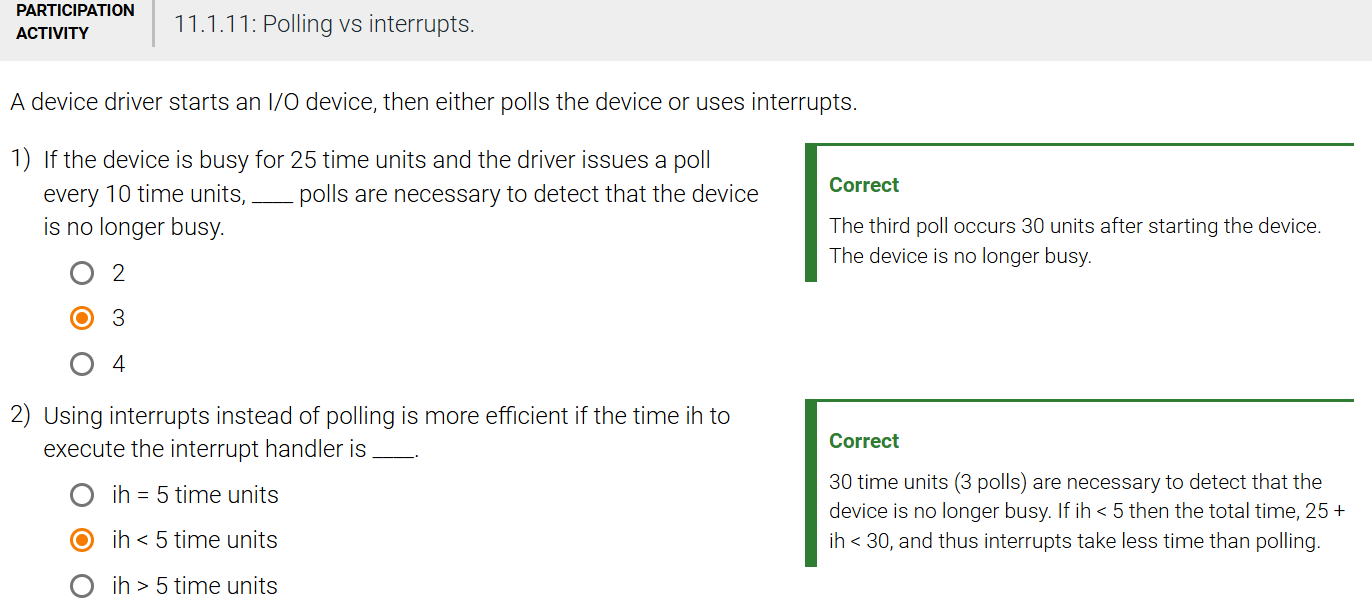 PARTICIPATION
ACTIVITY
11.1.11: Polling vs interrupts.
A device driver starts an I/O device, then either polls the device or uses interrupts.
1) If the device is busy for 25 time units and the driver issues a poll
every 10 time units, ____ polls are necessary to detect that the device
is no longer busy.
2
3
4
Correct
The third poll occurs 30 units after starting the device.
The device is no longer busy.
2) Using interrupts instead of polling is more efficient if the time ih to
execute the interrupt handler is ____.
ih = 5 time units
ih < 5 time units
ih > 5 time units
Correct
30 time units (3 polls) are necessary to detect that the
device is no longer busy. If ih < 5 then the total time, 25 +
ih < 30, and thus interrupts take less time than polling.